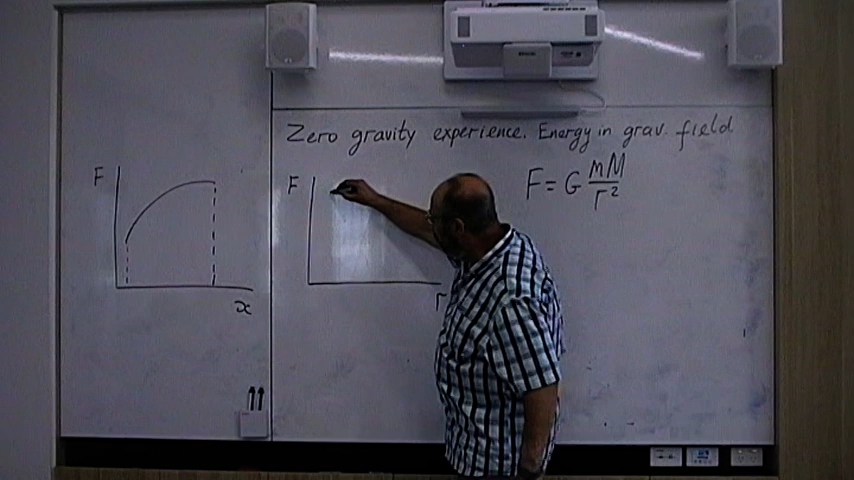 Zero gravity experience. Energy in grav. field
F
x
F
r
F = G mM/r²